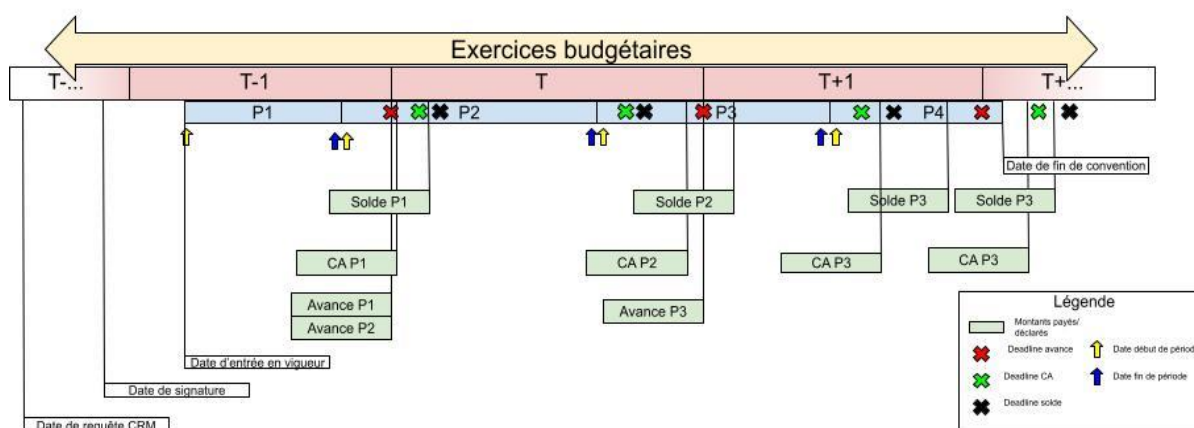 Exercices budgétaires
T-...
T-1
T
T+1
T+...
P1
P2
P3
P4
Date de fin de convention
Solde P1
Solde P2
Solde P3
Solde P3
CA P1
CA P2
CA P3
CA P3
Avance P1
Avance P2
Avance P3
Date d'entrée en vigueur
Date de signature
Date de requête CRM
Légende
Montants payés/
déclarés
Deadline avance
Date début de période
Deadline CA
Date fin de période
Deadline solde